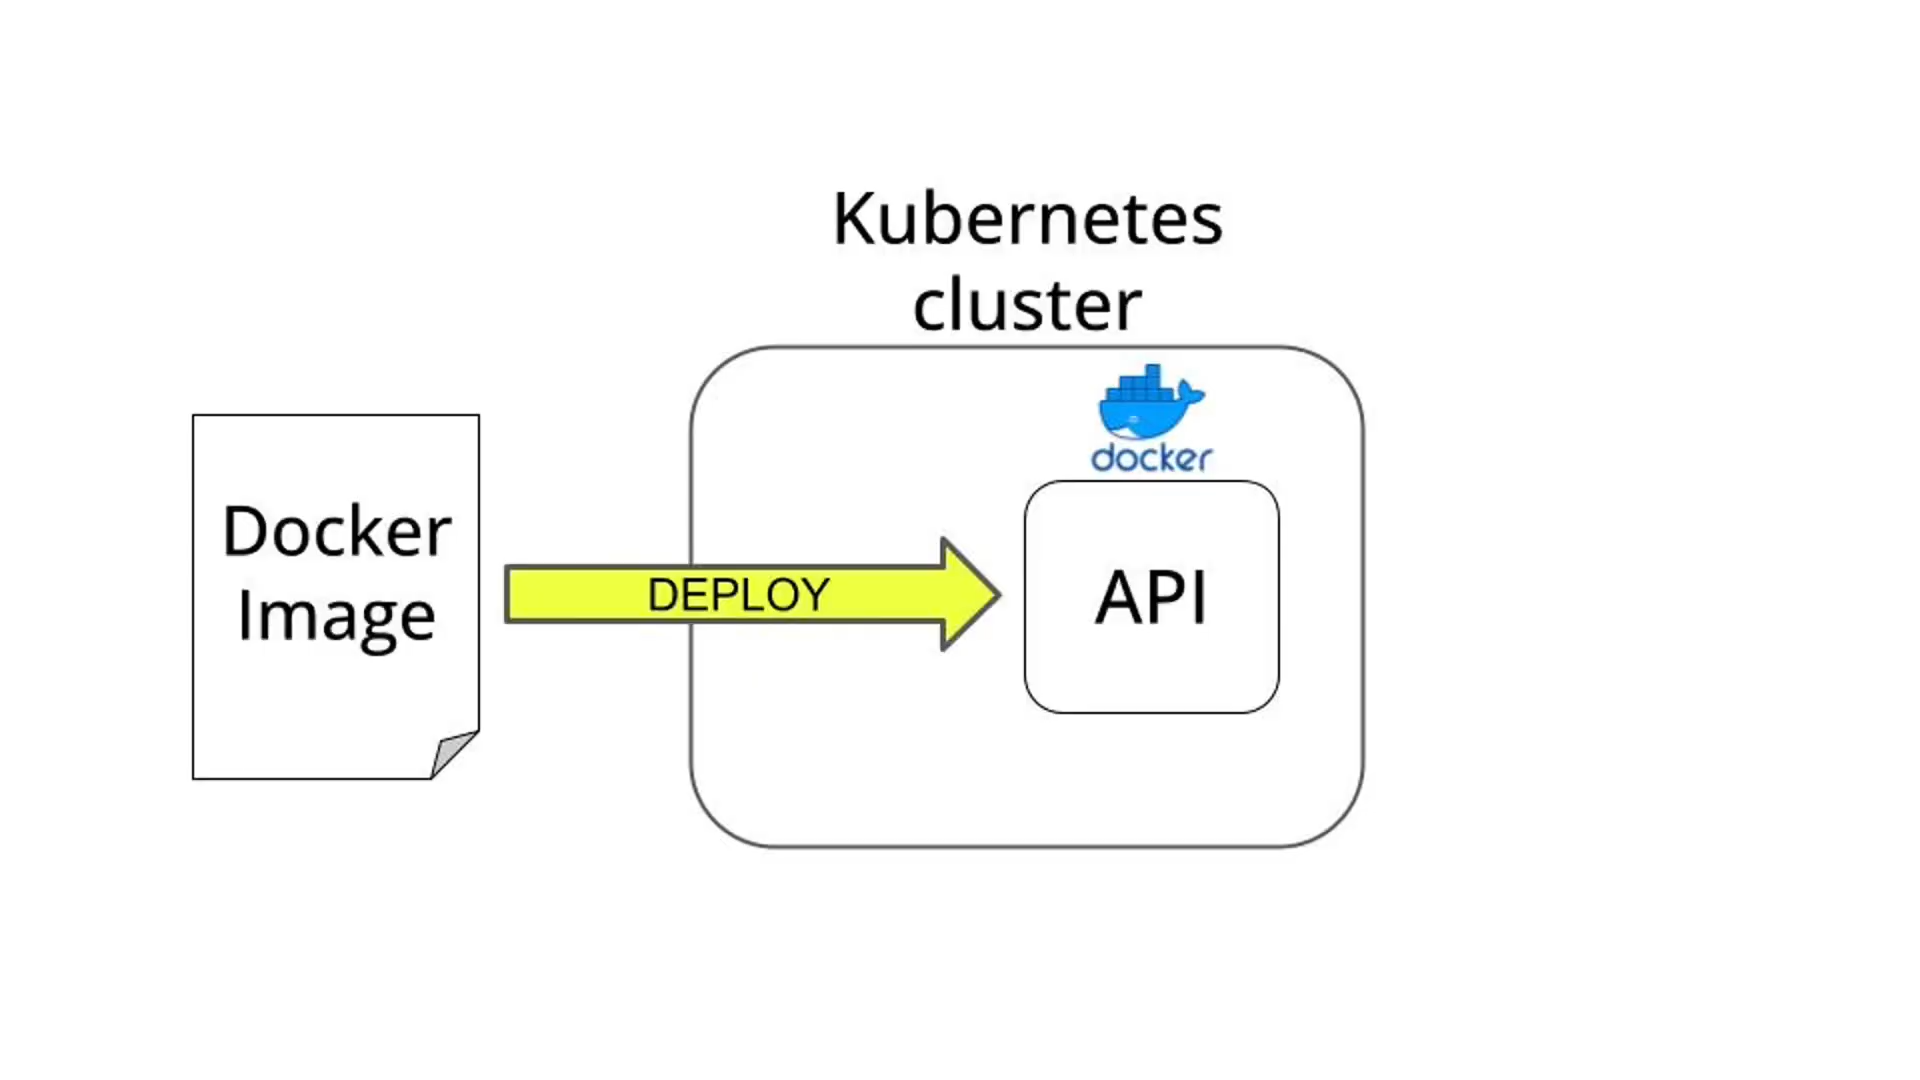 Kubernetes
cluster
docker
Docker
Image
DEPLOY
API